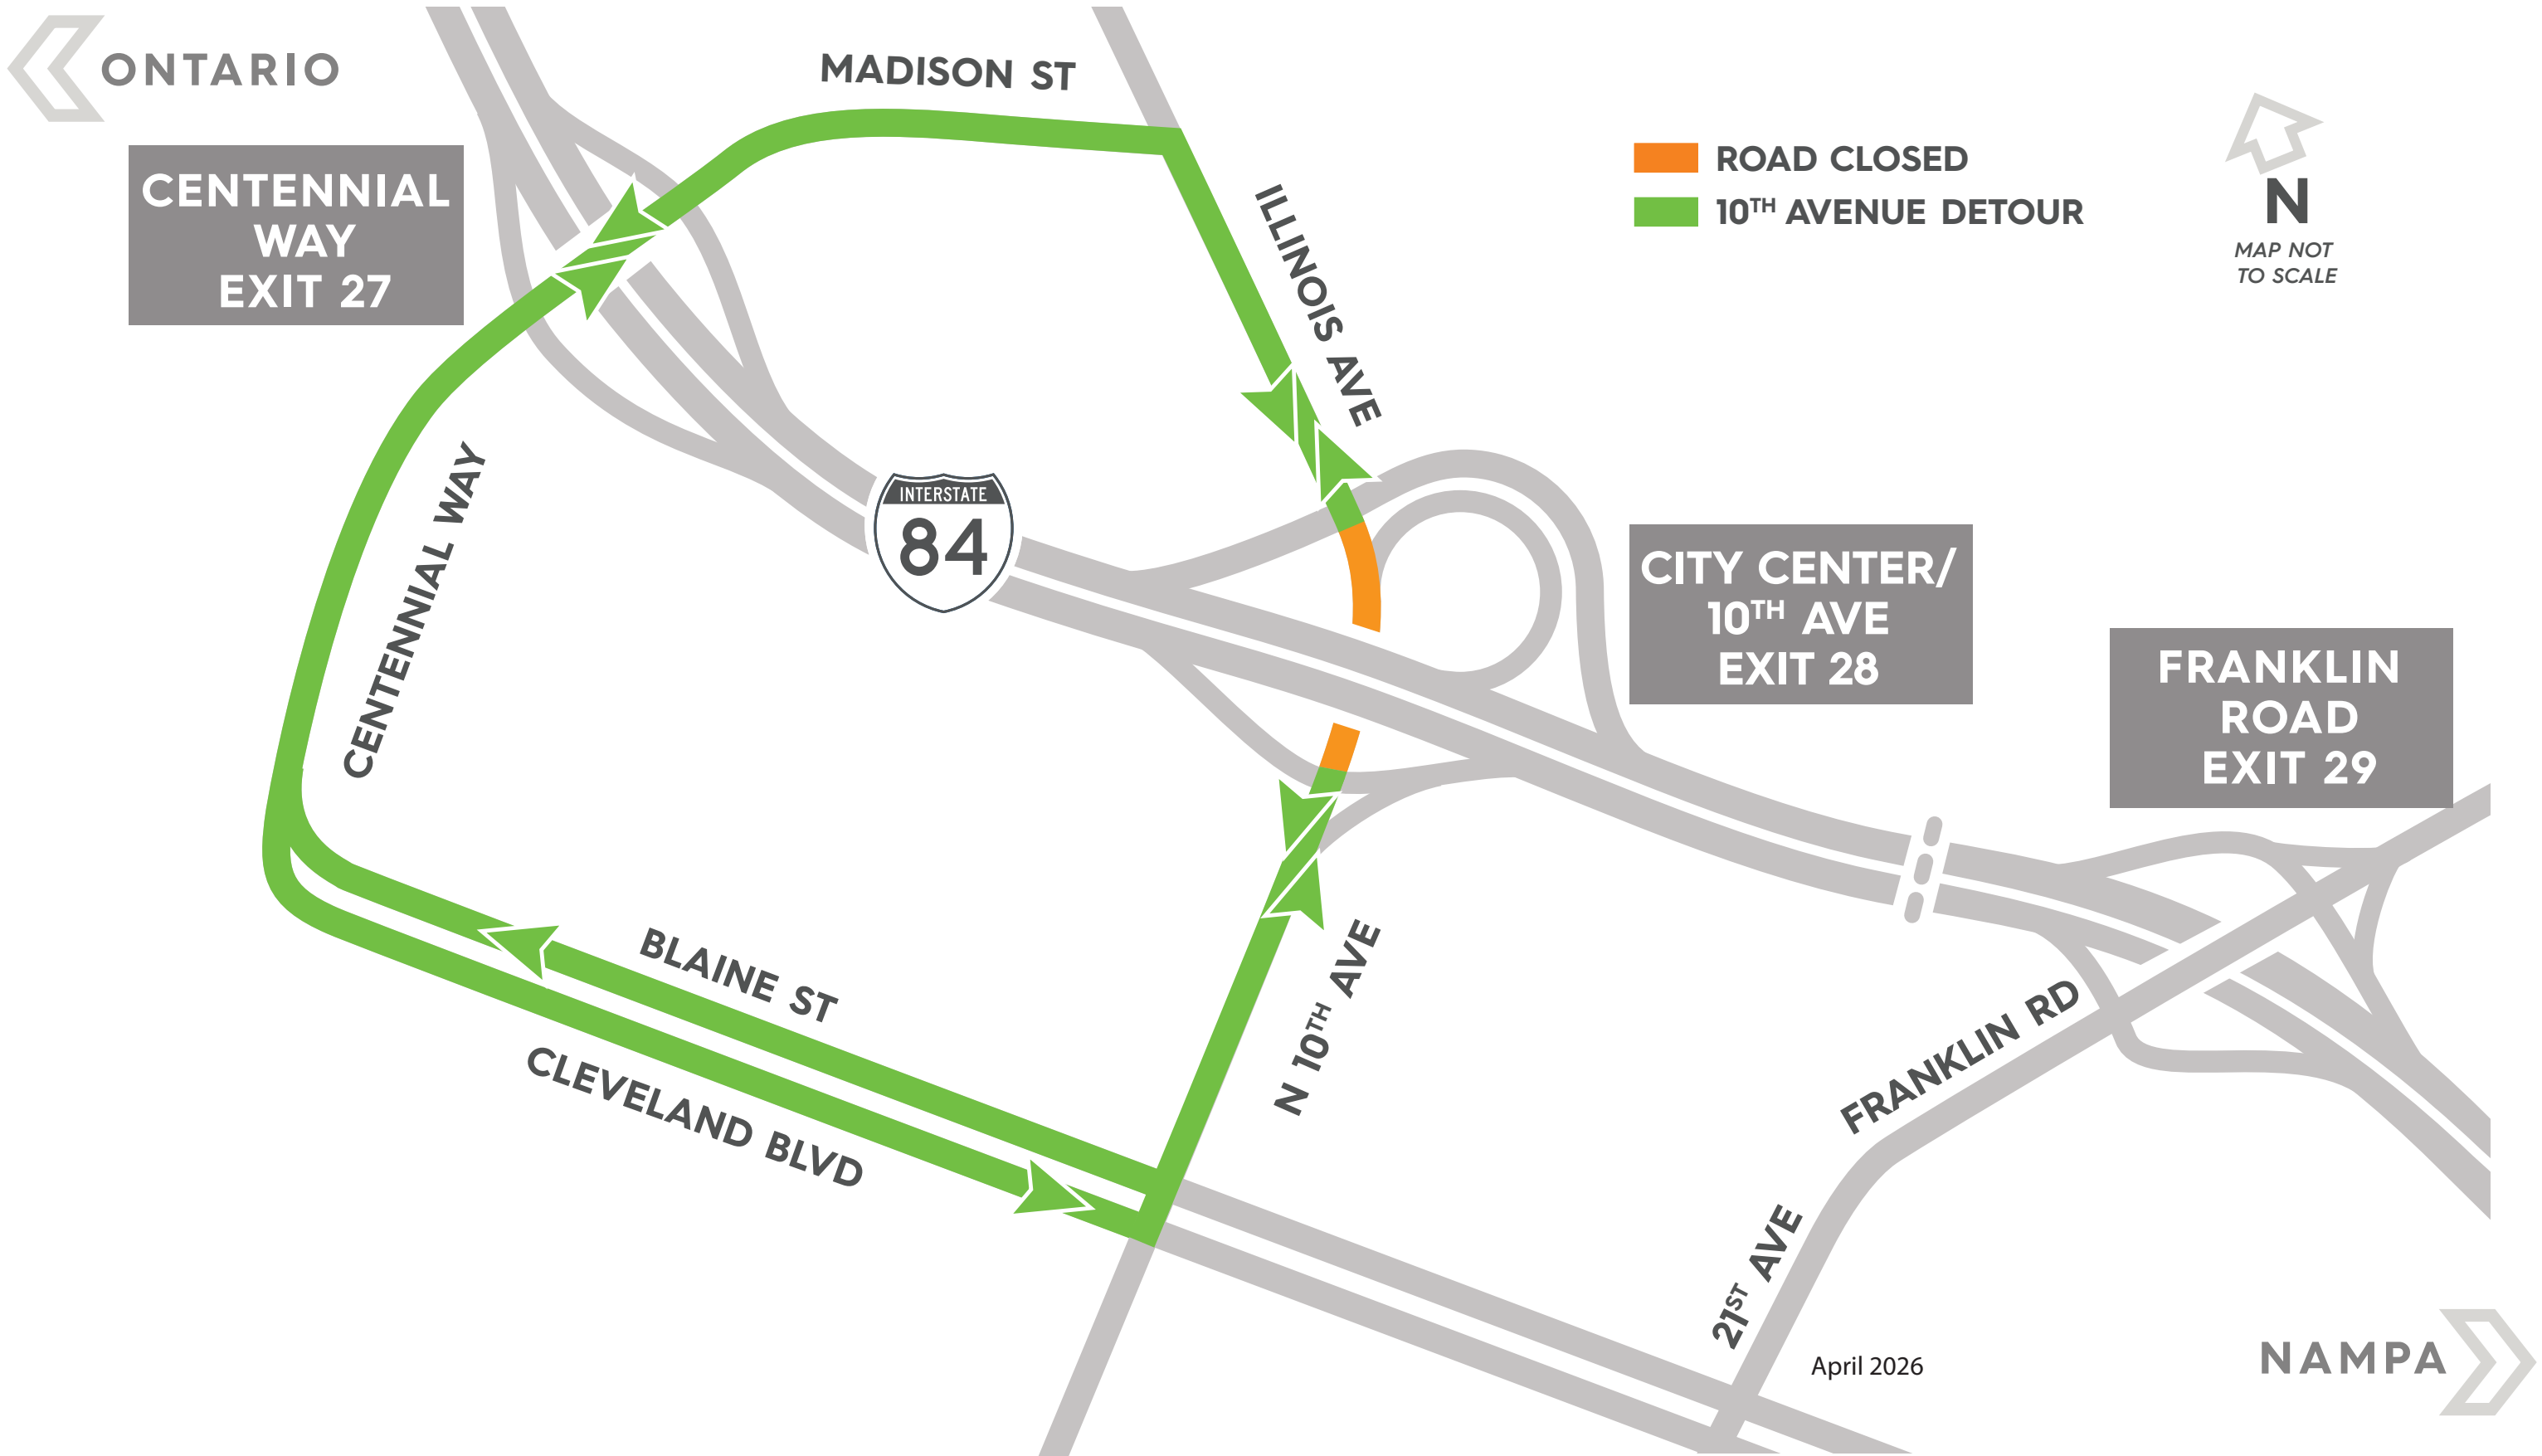 ONTARIO
MADISON ST
CENTENNIAL
WAY
EXIT 27
ROAD CLOSED
10TH AVENUE DETOUR
N
MAP NOT
TO SCALE
ILLINOIS AVE
CENTENNIAL WAY
INTERSTATE
84
CITY CENTER/
10TH AVE
EXIT 28
FRANKLIN
ROAD
EXIT 29
BLAINE ST
CLEVELAND BLVD
N 10TH AVE
FRANKLIN RD
21ST AVE
April 2026
NAMPA